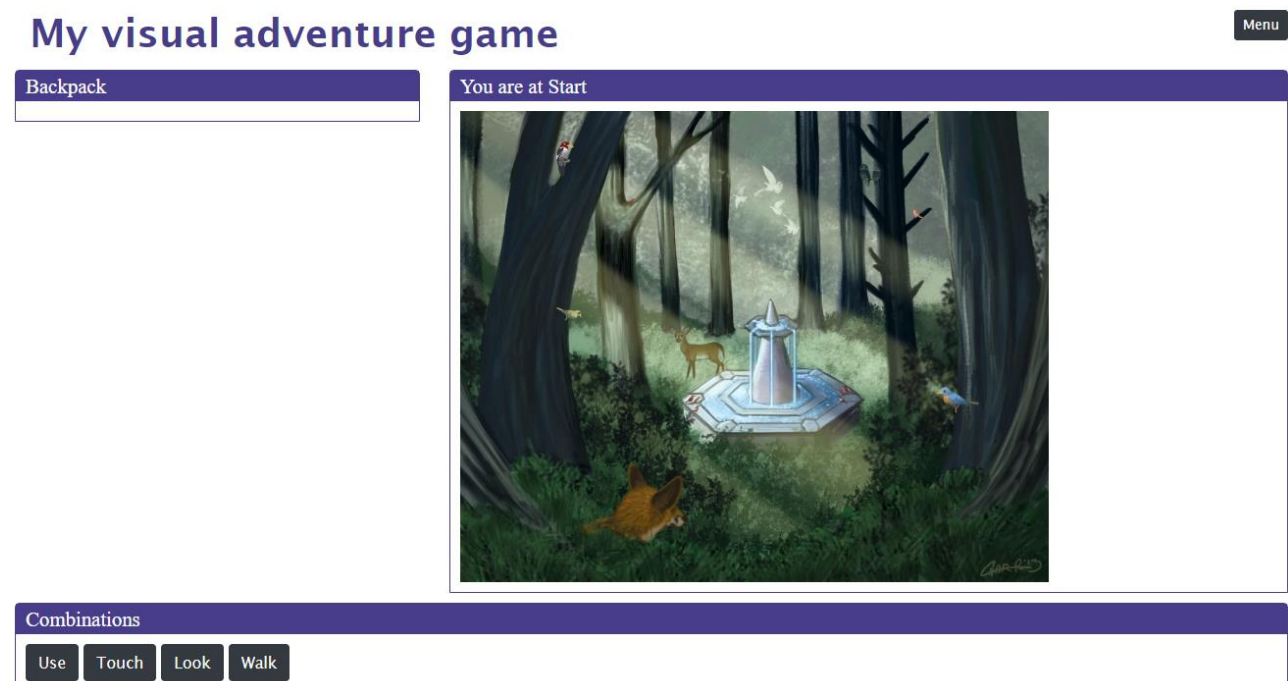 My visual adventure game
Menu
Backpack
You are at Start
Combinations
Use Touch Look Walk